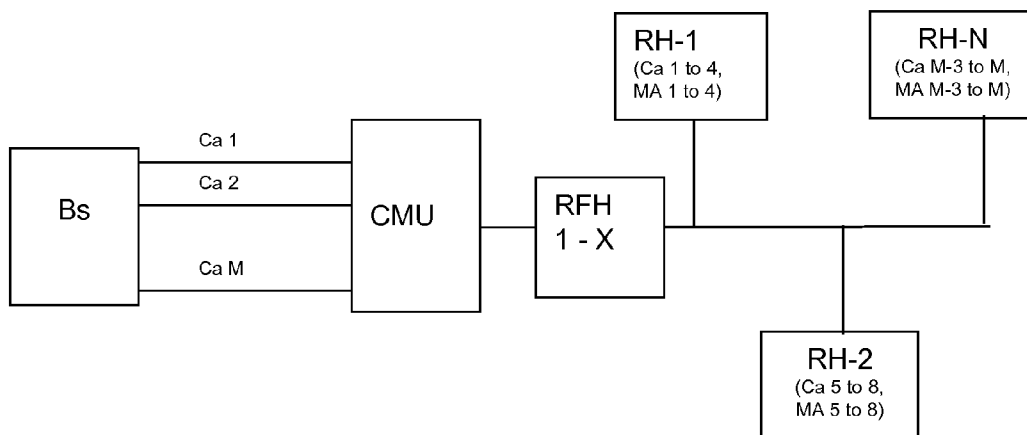 Bs
Ca 1
Ca 2
Ca M
CMU
RFH
1 - X
RH-1
(Ca 1 to 4,
MA 1 to 4)
RH-N
(Ca M-3 to M,
MA M-3 to M)
RH-2
(Ca 5 to 8,
MA 5 to 8)